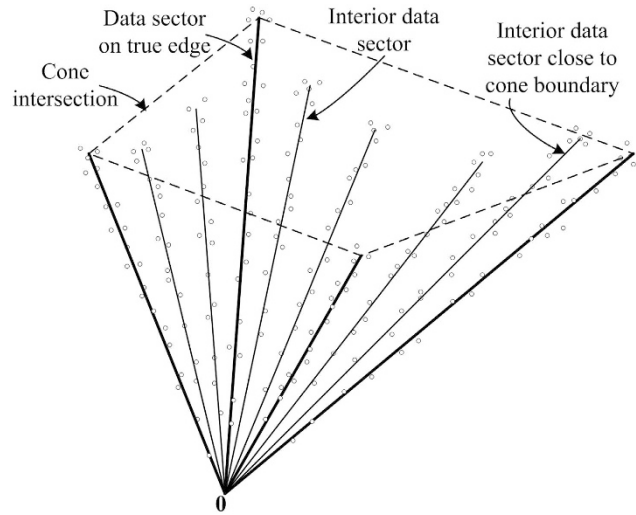 Data sector
on true edge
Interior data
sector
Interior data
sector close to
cone boundary
Cone
intersection
0